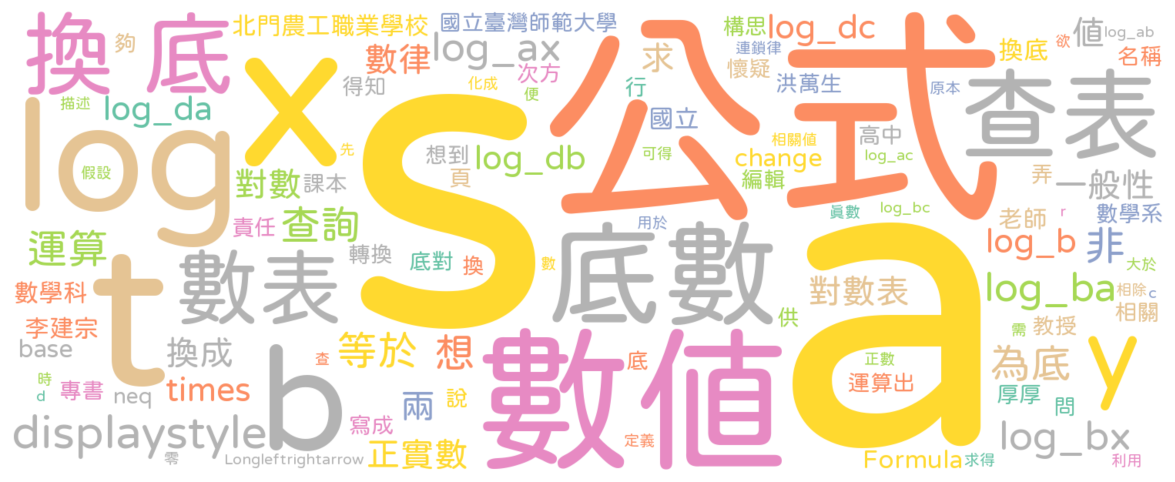 換底
夠
北門農工職業學校
國立臺灣師範大學
構思
log_dc
換底
欲
值
log_ab
名稱
數律
log_ax
次方
求
連鎖律
懷疑
洪萬生
原本
描述
log_da
得知
化成
便
行
國立
公式
查表
log
x
s
先
想到
log_db
可得
change
相關值
高中
log_ac
假設
對數
課本
頁
編輯
弄
一般性
責任
查詢
用於
真數
log_bc
老師
r
數學系
運算
轉換
底對
換
數
底數
log_b
非
大於
數學科
t
數表
供
對數表
log_ba
相除
c
李建宗
需
教授
相關
base
換成
等於
想
數值
底
a
正數
為底
y
查
時
d
專書
neq
times
兩
說
運算出
厚厚
問
displaystyle
b
寫成
正實數
定義
log_bx
零
Longleftrightarrow
Formula
求得
利用